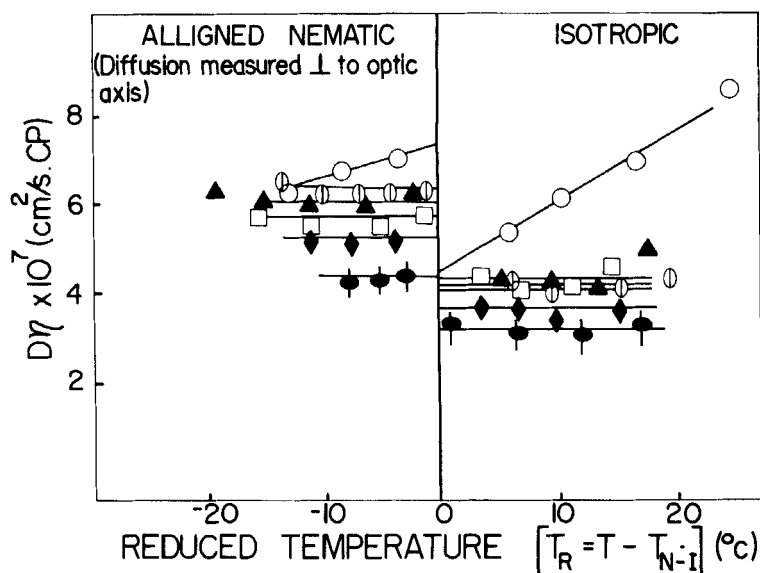 ALLIGNED NEMATIC
(Diffusion measured ⊥ to optic
axis)
ISOTROPIC
8
6
4
2
Dη x10⁷ (cm²/s. CP)
-20
-10
0
10
20
REDUCED TEMPERATURE [T_R = T - T_N-I] (°C)